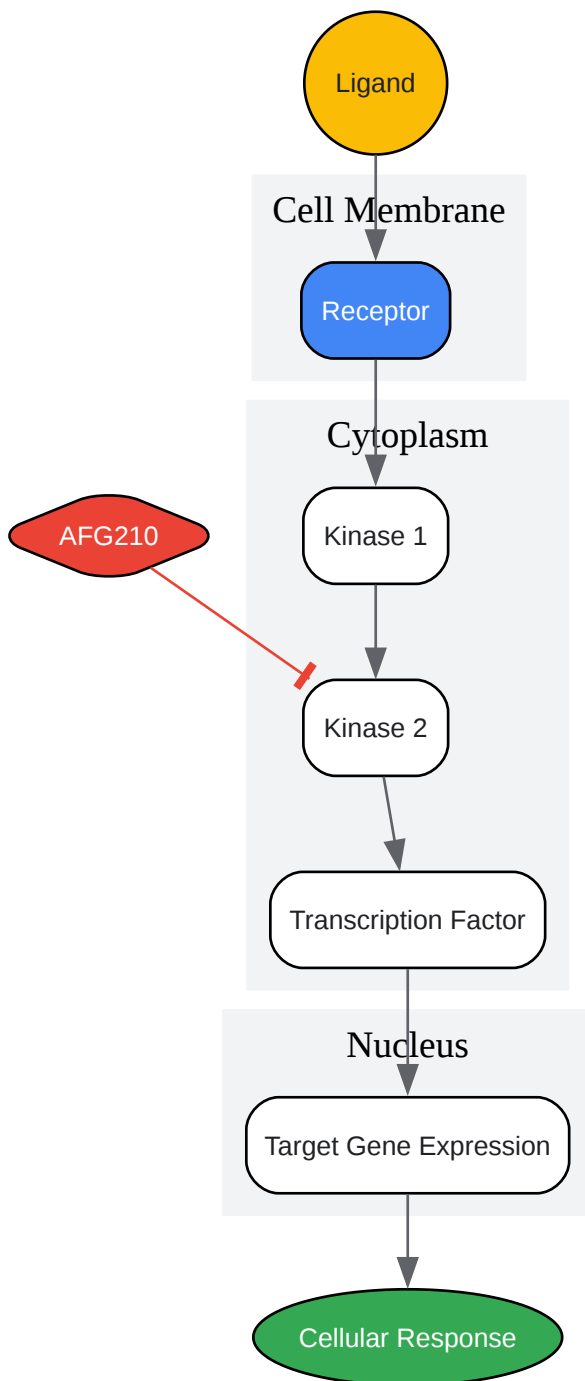 Ligand
Cell Membrane
Receptor
Cytoplasm
AFG210
Kinase 1
Kinase 2
Transcription Factor
Nucleus
Target Gene Expression
Cellular Response